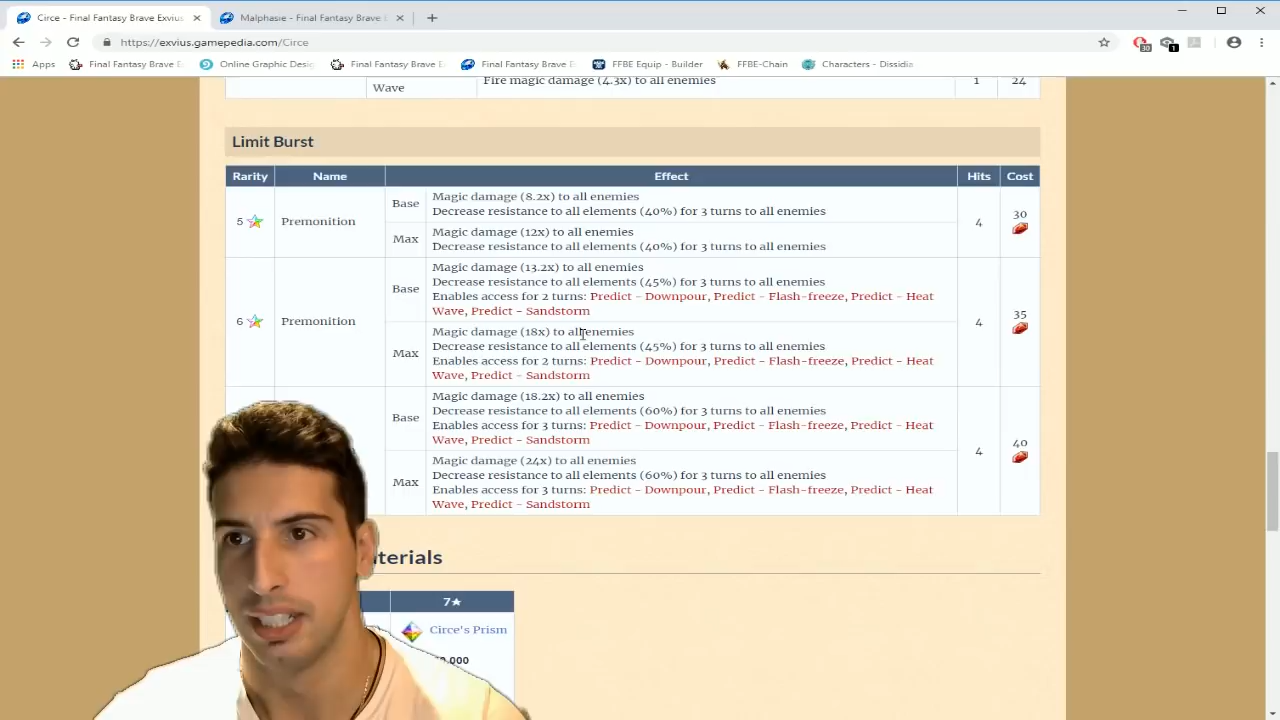 Circe - Final Fantasy Brave Exvius
Malphasie - Final Fantasy Brave E
https://exvius.gamepedia.com/Circe
30
1
Apps
Final Fantasy Brave E
Online Graphic Desi
Final Fantasy Brave E
Final Fantasy Brave E
FFBE Equip - Builder
FFBE-Chain
Characters - Dissidia
Wave
Fire magic damage (4.3x) to all enemies
1
24
Limit Burst
Rarity Name Effect Hits Cost
5 Premonition
Base
Magic damage (8.2x) to all enemies
Decrease resistance to all elements (40%) for 3 turns to all enemies
Max
Magic damage (12x) to all enemies
Decrease resistance to all elements (40%) for 3 turns to all enemies
4
30
6 Premonition
Base
Magic damage (13.2x) to all enemies
Decrease resistance to all elements (45%) for 3 turns to all enemies
Enables access for 2 turns: Predict - Downpour, Predict - Flash-freeze, Predict - Heat
Wave, Predict - Sandstorm
Max
Magic damage (18x) to all enemies
Decrease resistance to all elements (45%) for 3 turns to all enemies
Enables access for 2 turns: Predict - Downpour, Predict - Flash-freeze, Predict - Heat
Wave, Predict - Sandstorm
4
35
Base
Magic damage (18.2x) to all enemies
Decrease resistance to all elements (60%) for 3 turns to all enemies
Enables access for 3 turns: Predict - Downpour, Predict - Flash-freeze, Predict - Heat
Wave, Predict - Sandstorm
Max
Magic damage (24x) to all enemies
Decrease resistance to all elements (60%) for 3 turns to all enemies
Enables access for 3 turns: Predict - Downpour, Predict - Flash-freeze, Predict - Heat
Wave, Predict - Sandstorm
4
40
terials
7★
Circe's Prism